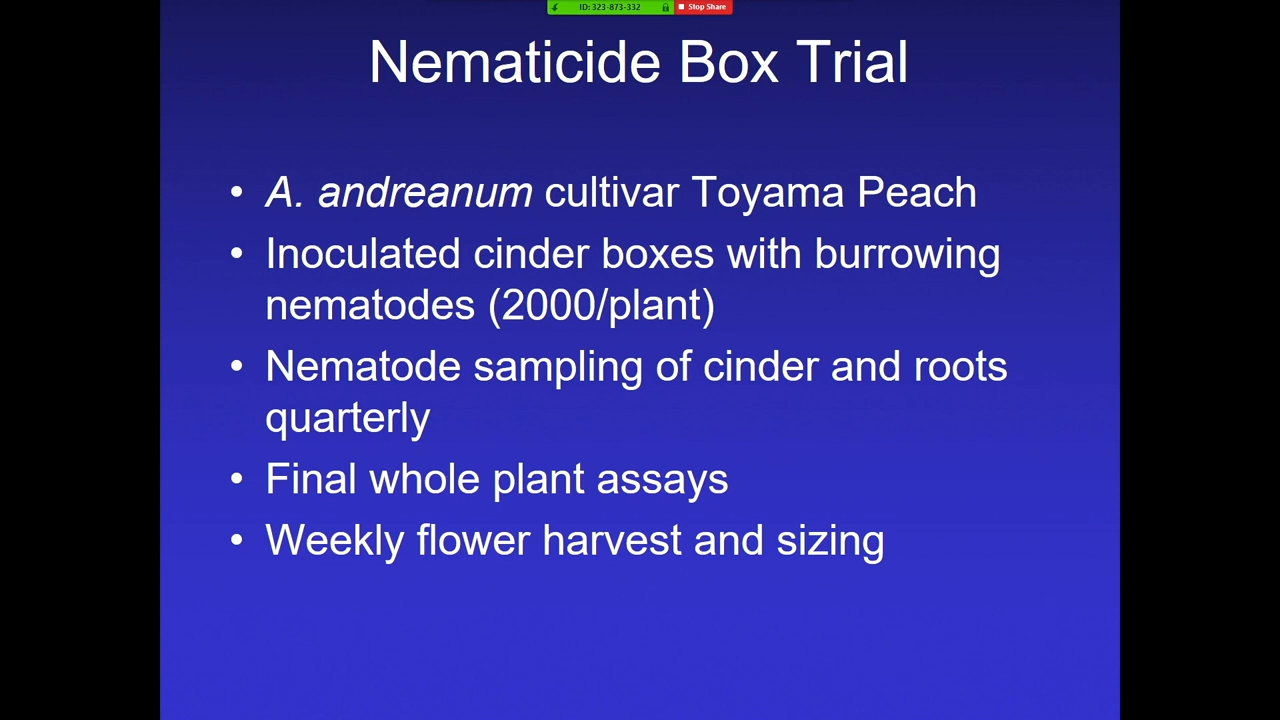 ID: 323-873-332 Stop Share
Nematicide Box Trial
• A. andreanum cultivar Toyama Peach
• Inoculated cinder boxes with burrowing
nematodes (2000/plant)
• Nematode sampling of cinder and roots
quarterly
• Final whole plant assays
• Weekly flower harvest and sizing